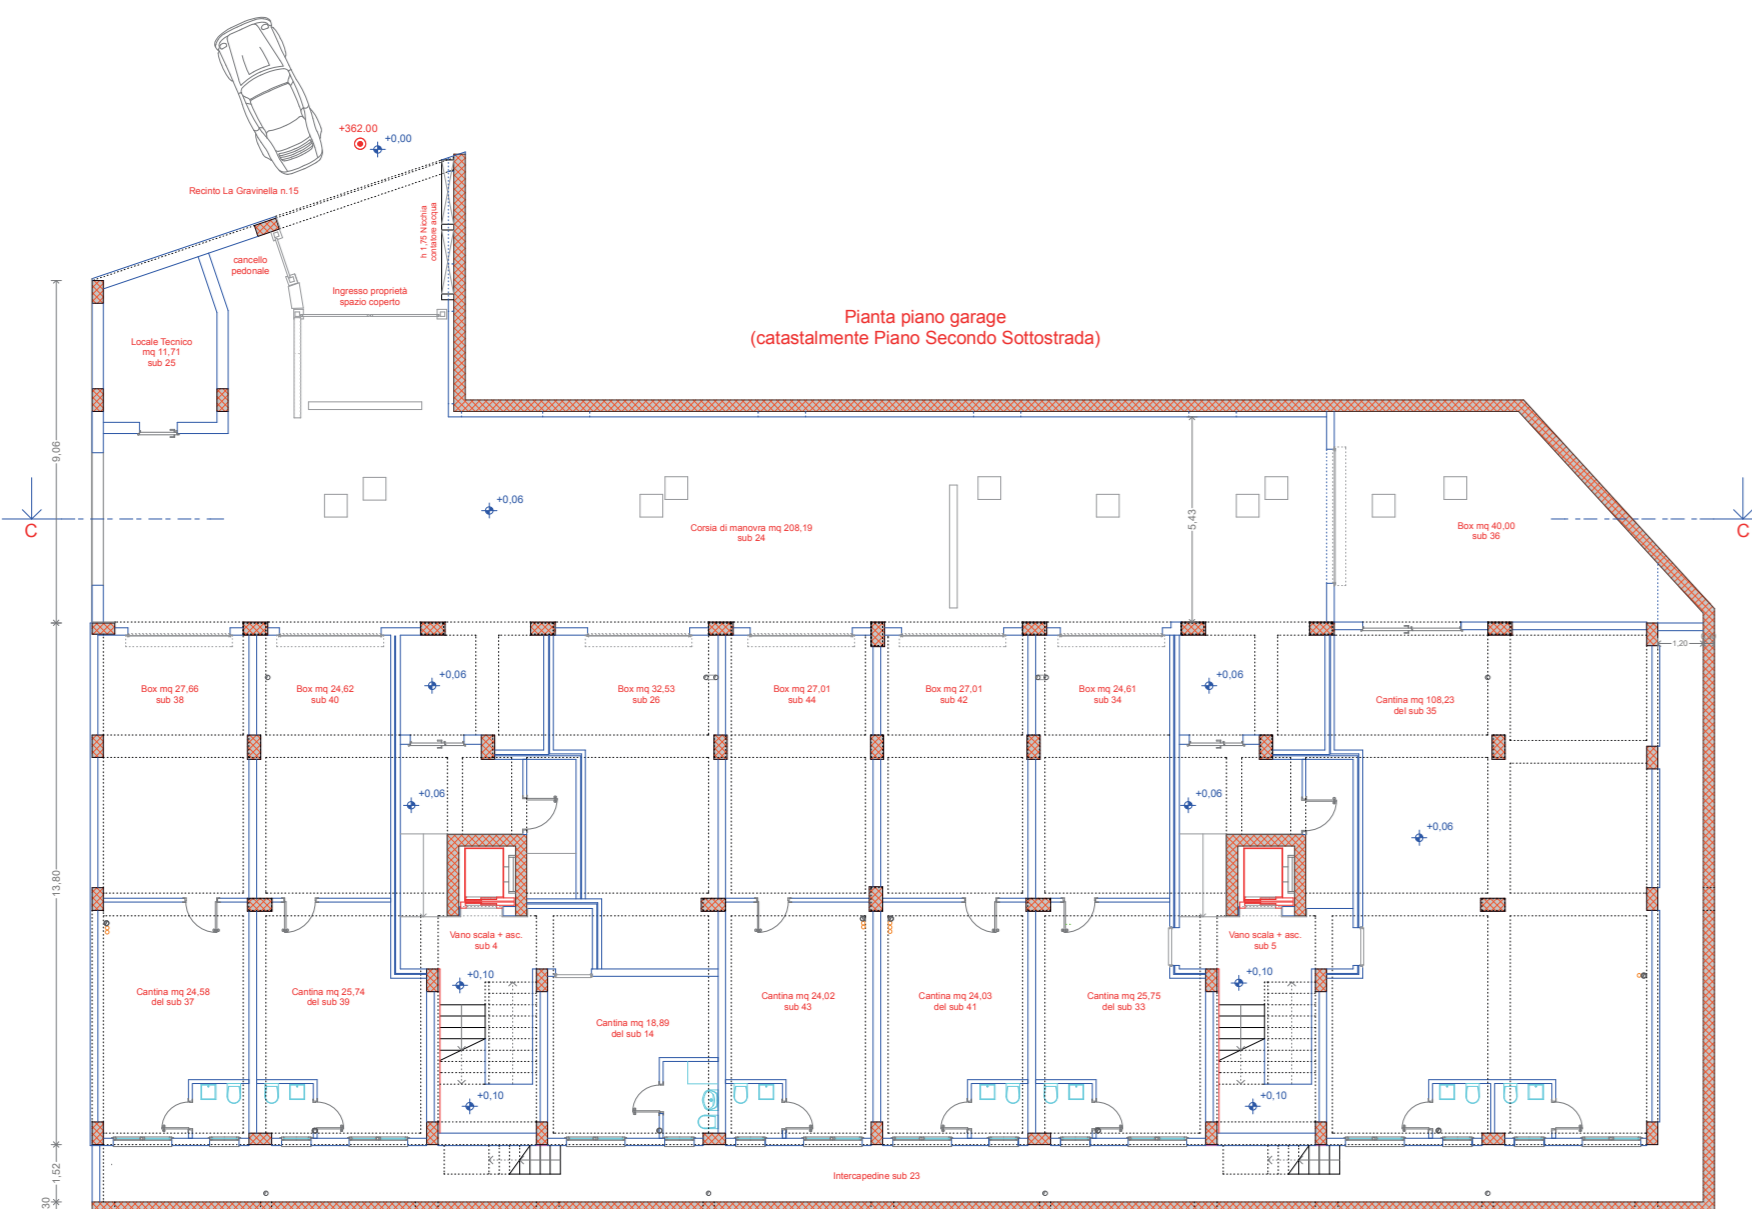 +362.00
+0,00
Recinto La Gravinella n.15
h 1,75 Nicchia
contatore acqua
cancello
pedonale
Ingresso proprietà
spazio coperto
Pianta piano garage
(catastalmente Piano Secondo Sottostrada)
Locale Tecnico
mq 11,71
sub 25
9,06
+0,06
5,43
C
C
Corsia di manovra mq 208,19
sub 24
Box mq 40,00
sub 36
1,20
Box mq 27,66
sub 38
Box mq 24,62
sub 40
+0,06
Box mq 32,53
sub 26
Box mq 27,01
sub 44
Box mq 27,01
sub 42
Box mq 24,61
sub 34
+0,06
Cantina mq 108,23
del sub 35
+0,06
+0,06
+0,06
13,80
Vano scala + asc.
sub 4
Vano scala + asc.
sub 5
+0,10
+0,10
Cantina mq 24,58
del sub 37
Cantina mq 25,74
del sub 39
Cantina mq 18,89
del sub 14
Cantina mq 24,02
sub 43
Cantina mq 24,03
del sub 41
Cantina mq 25,75
del sub 33
+0,10
+0,10
1,52
Intercapedine sub 23
30